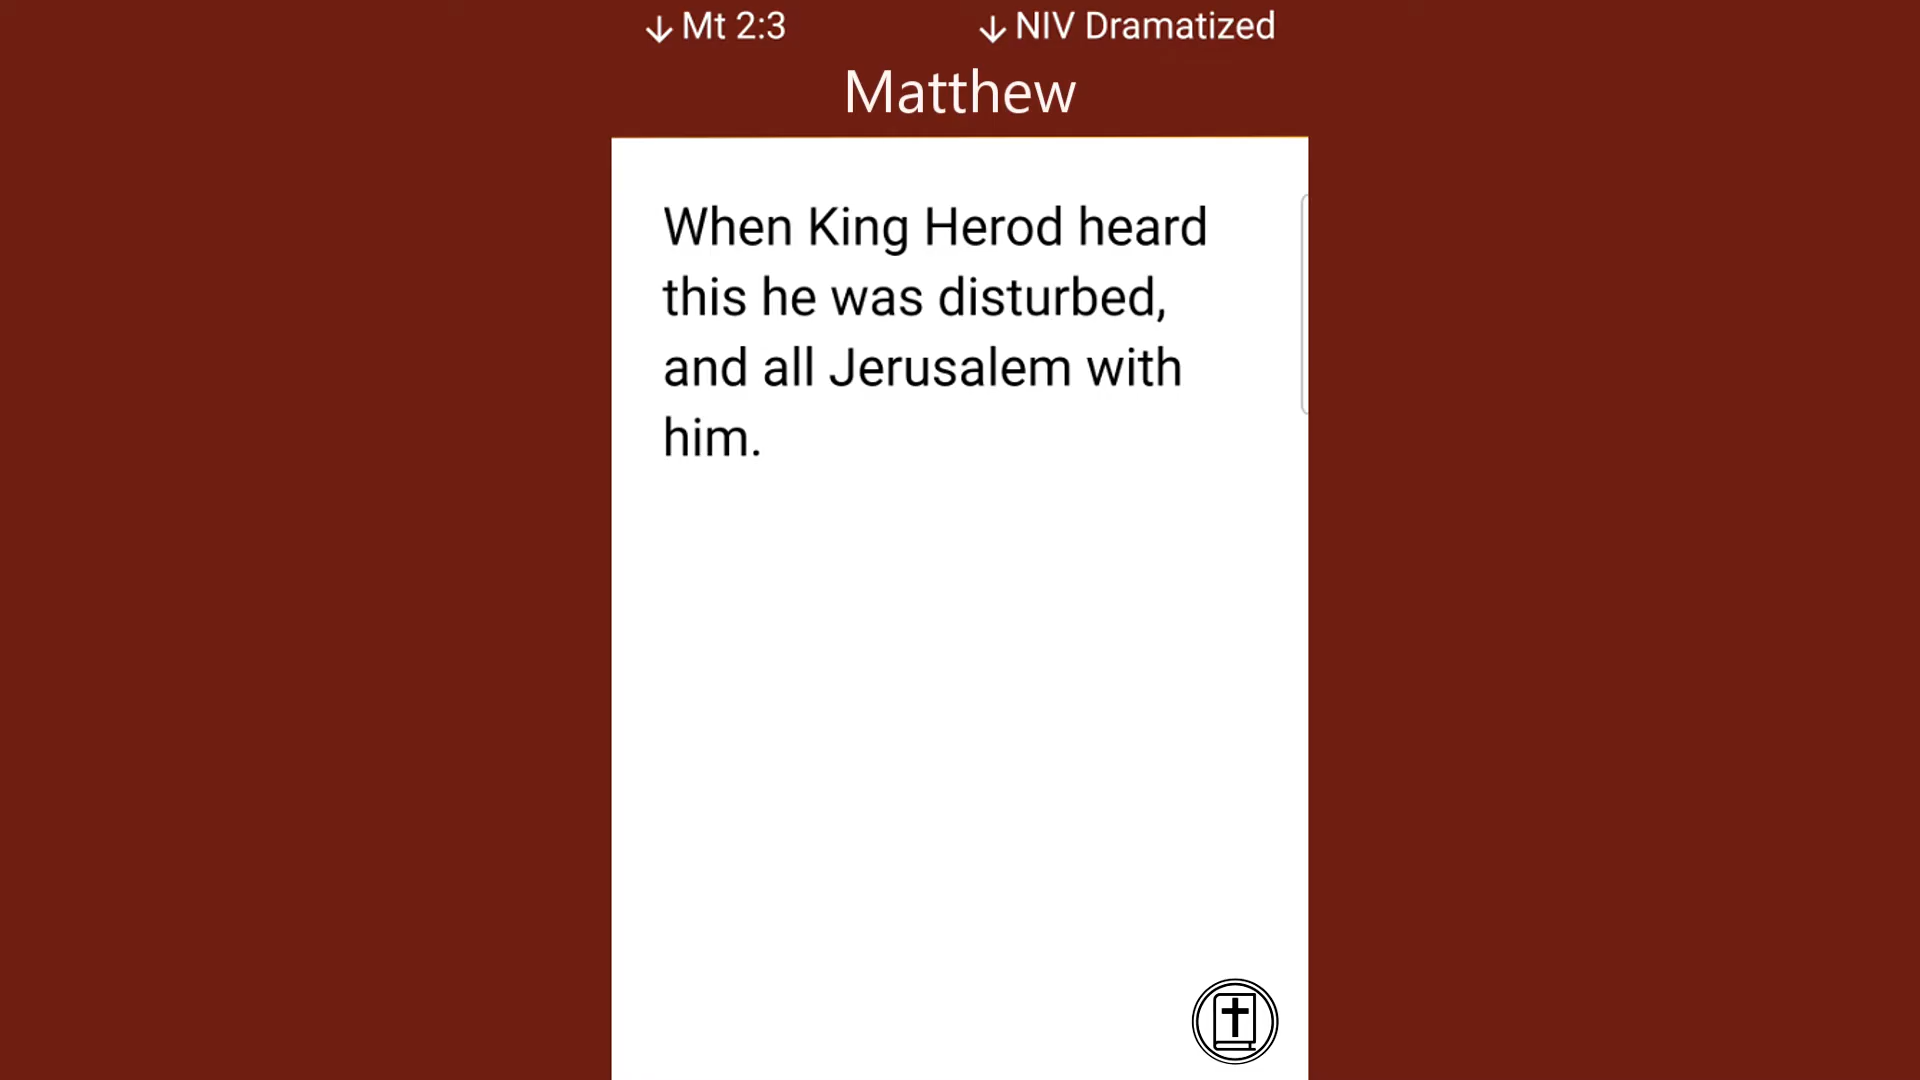 ↓ Mt 2:3 ↓ NIV Dramatized
Matthew
When King Herod heard
this he was disturbed,
and all Jerusalem with
him.